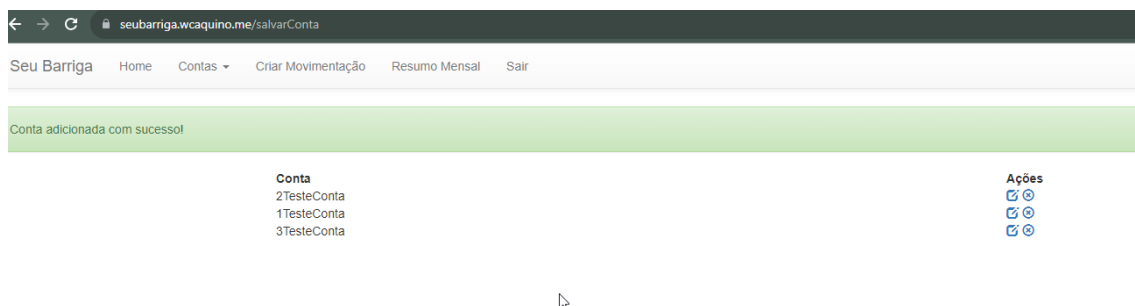 seubarriga.wcaquino.me/salvarConta
Seu Barriga Home Contas Criar Movimentação Resumo Mensal Sair
Conta adicionada com sucesso!
Conta Ações
2TesteConta
1TesteConta
3TesteConta